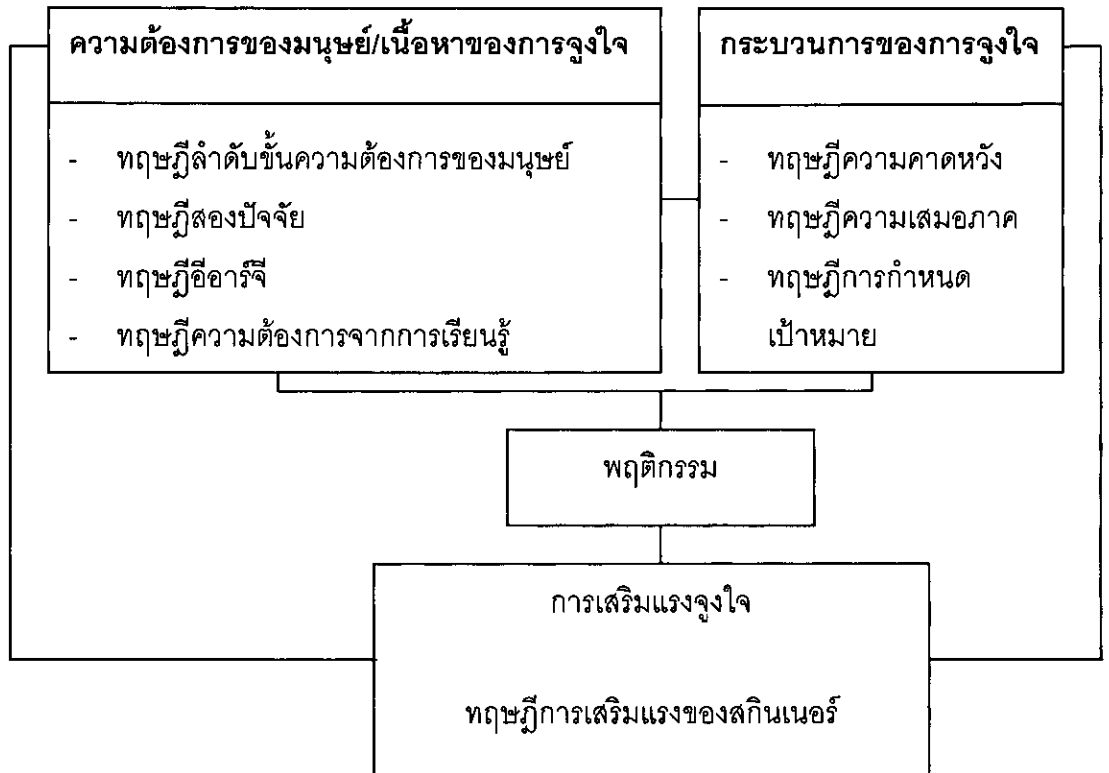 ความต้องการของมนุษย์/เนื้อหาของการจูงใจ
- ทฤษฎีลำดับขั้นความต้องการของมนุษย์
- ทฤษฎีสองปัจจัย
- ทฤษฎีอีอาร์จี
- ทฤษฎีความต้องการจากการเรียนรู้
กระบวนการของการจูงใจ
- ทฤษฎีความคาดหวัง
- ทฤษฎีความเสมอภาค
- ทฤษฎีการกำหนด
เป้าหมาย
พฤติกรรม
การเสริมแรงจูงใจ
ทฤษฎีการเสริมแรงของสกินเนอร์